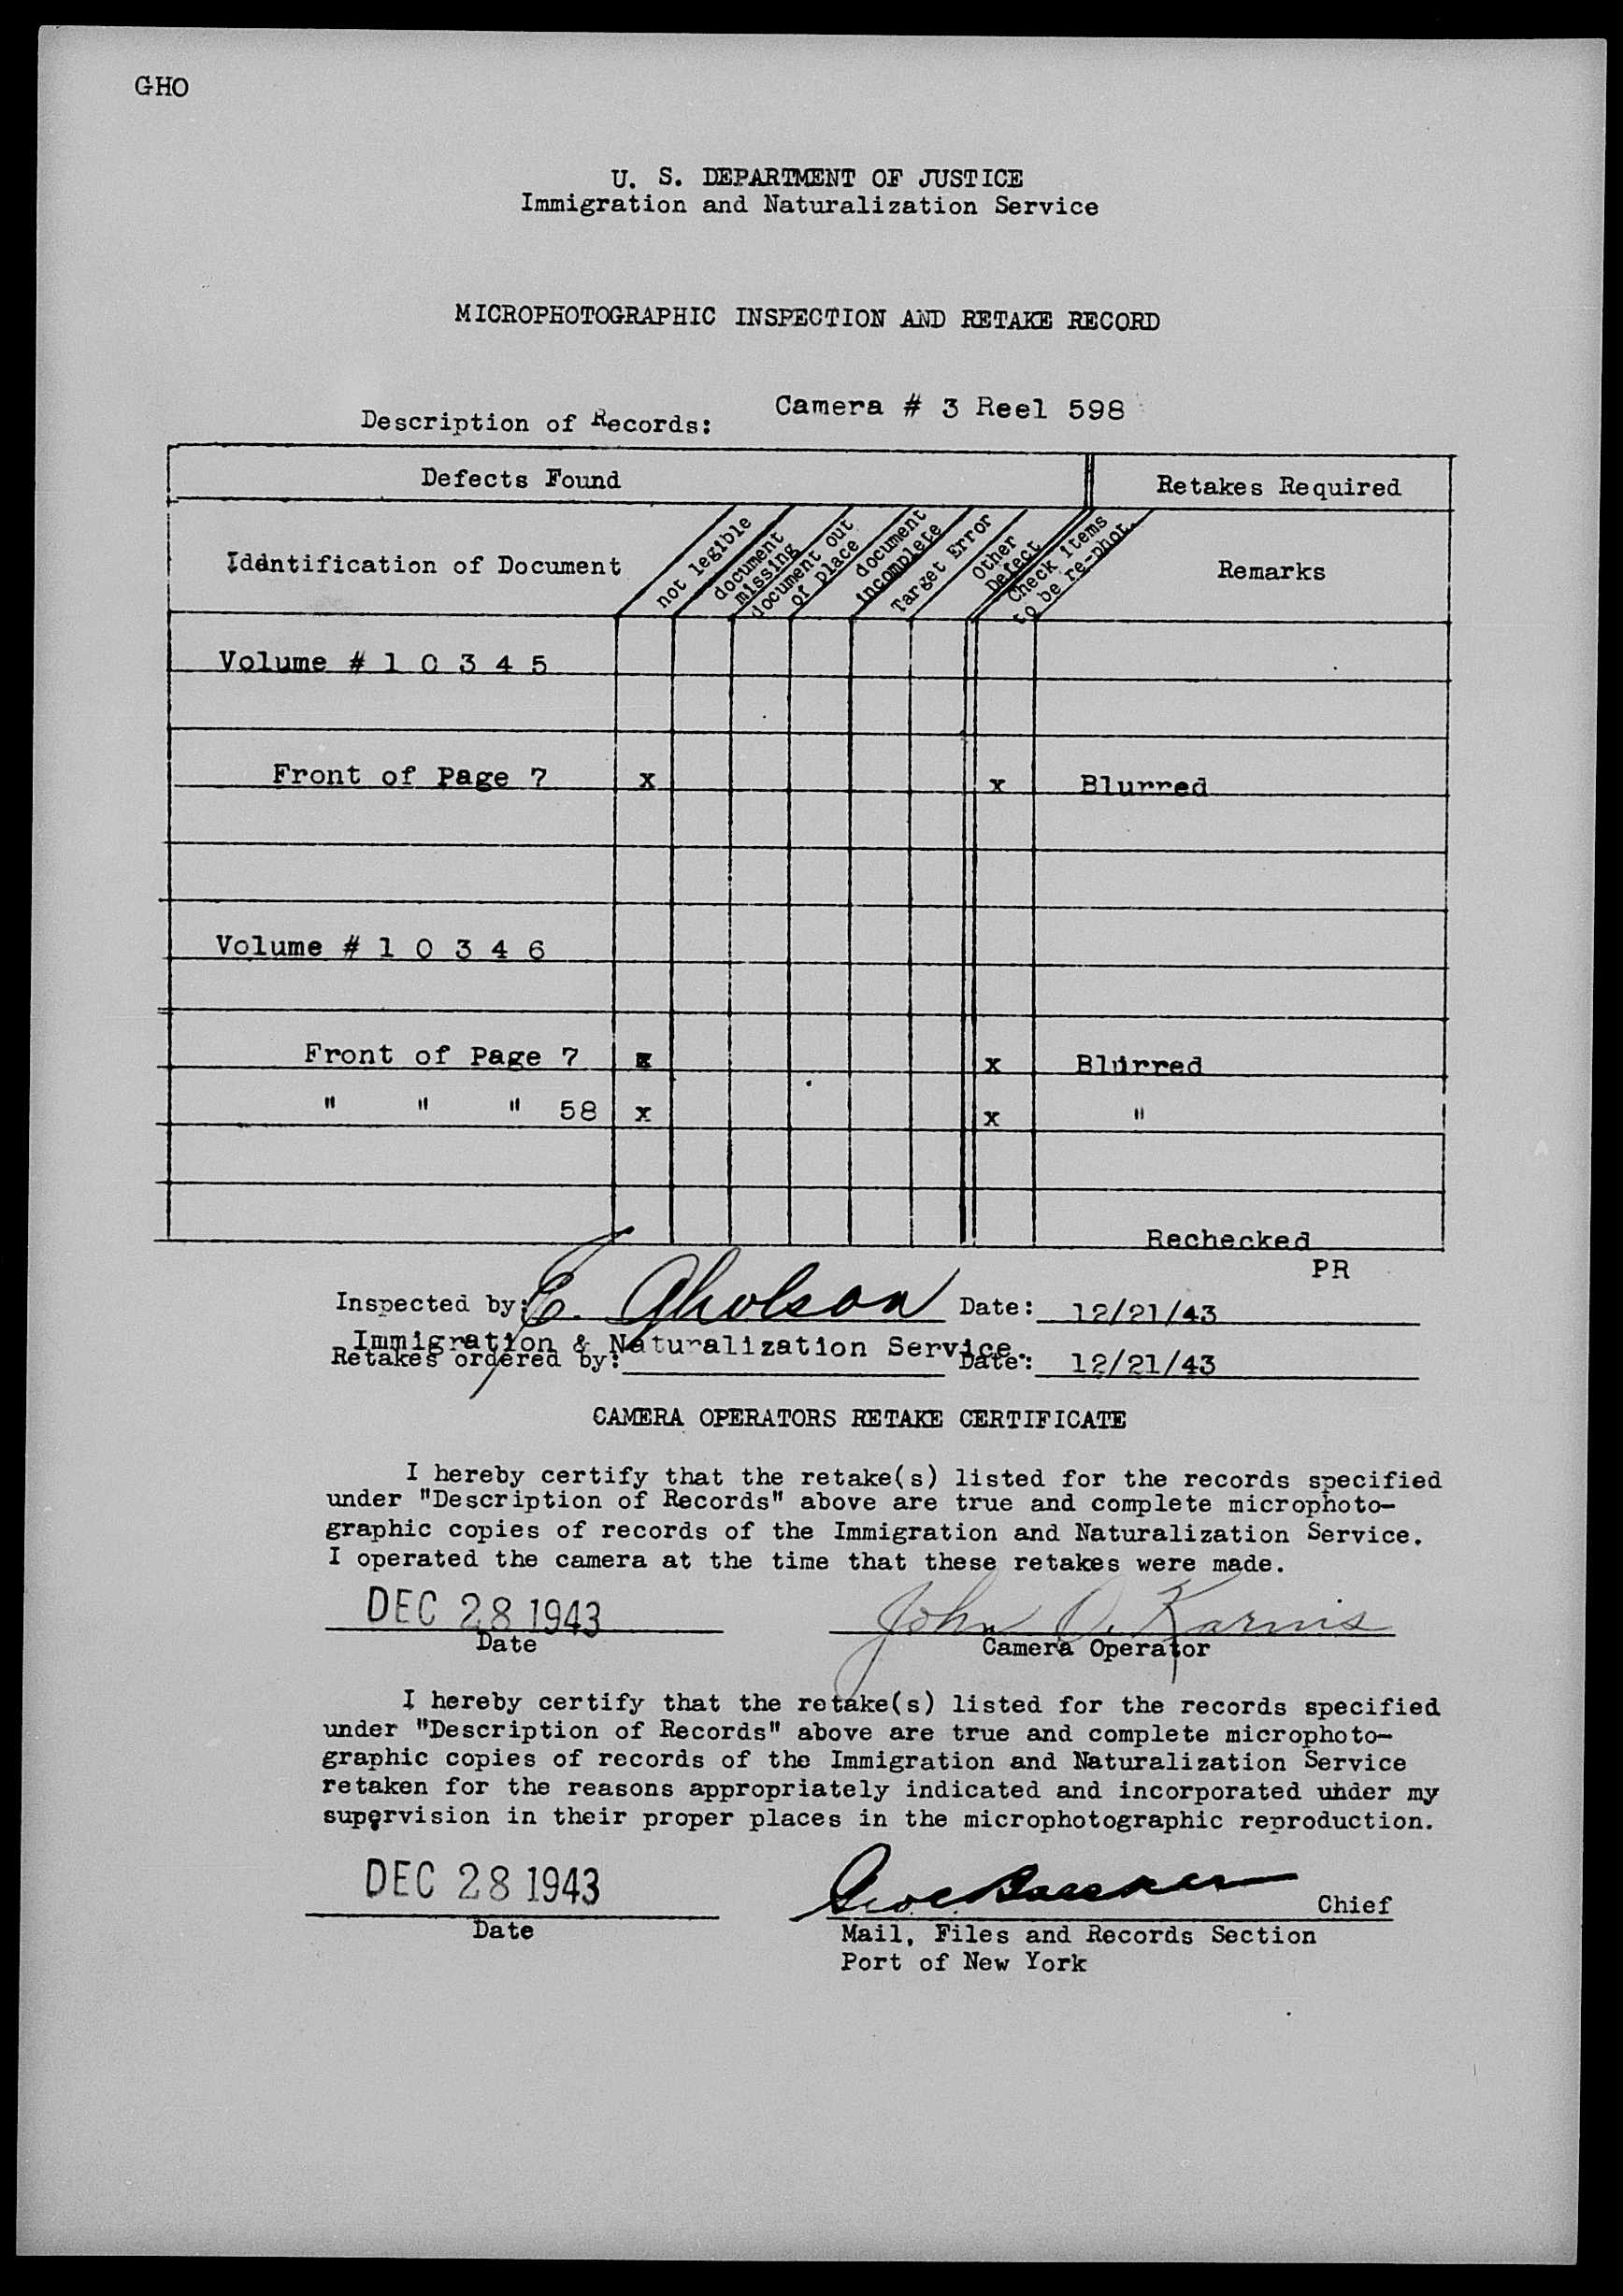 GHO
U. S. DEPARTMENT OF JUSTICE
Immigration and Naturalization Service
MICROPHOTOGRAPHIC INSPECTION AND RETAKE RECORD
Description of Records: Camera # 3 Reel 598
Defects Found Retakes Required
Identification of Document
not legible
document missing
document out of place
document incomplete
Target Error
Other Defect
Check items to be re-phot.
Remarks
Volume # 1 0 3 4 5
Front of Page 7 x x Blurred
Volume # 1 0 3 4 6
Front of Page 7 x x Blurred
" " " 58 x x "
Rechecked
PR
Inspected by: E. Gholson Date: 12/21/43
Immigration & Naturalization Service.
Retakes ordered by: Date: 12/21/43
CAMERA OPERATORS RETAKE CERTIFICATE
I hereby certify that the retake(s) listed for the records specified
under "Description of Records" above are true and complete microphoto-
graphic copies of records of the Immigration and Naturalization Service.
I operated the camera at the time that these retakes were made.
DEC 28 1943 John O. Karnis
Date Camera Operator
I hereby certify that the retake(s) listed for the records specified
under "Description of Records" above are true and complete microphoto-
graphic copies of records of the Immigration and Naturalization Service
retaken for the reasons appropriately indicated and incorporated under my
supervision in their proper places in the microphotographic reproduction.
DEC 28 1943 Chief
Date Mail, Files and Records Section
Port of New York